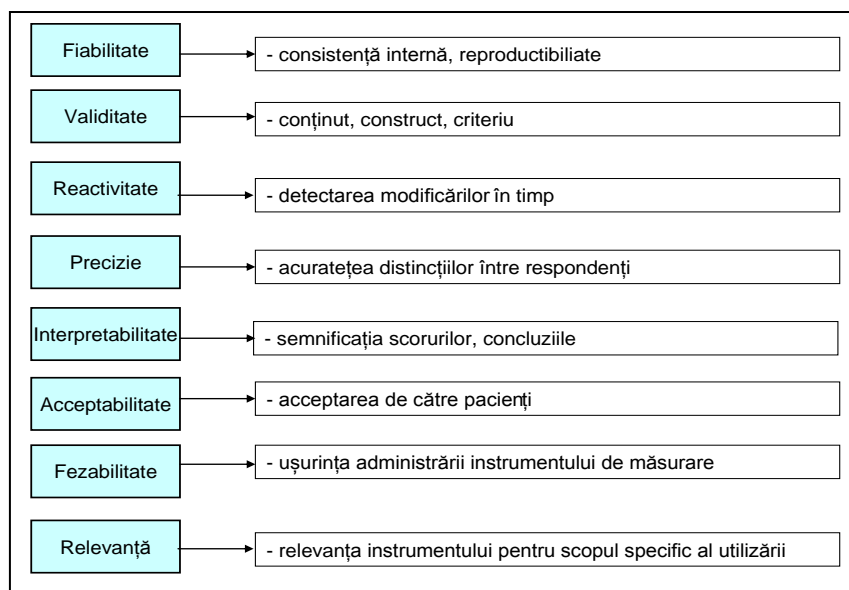 Fiabilitate
- consistență internă, reproductibiliate
Validitate
- conținut, construct, criteriu
Reactivitate
- detectarea modificărilor în timp
Precizie
- acuratețea distincțiilor între respondenți
Interpretabilitate
- semnificația scorurilor, concluziile
Acceptabilitate
- acceptarea de către pacienți
Fezabilitate
- ușurința administrării instrumentului de măsurare
Relevanță
- relevanța instrumentului pentru scopul specific al utilizării